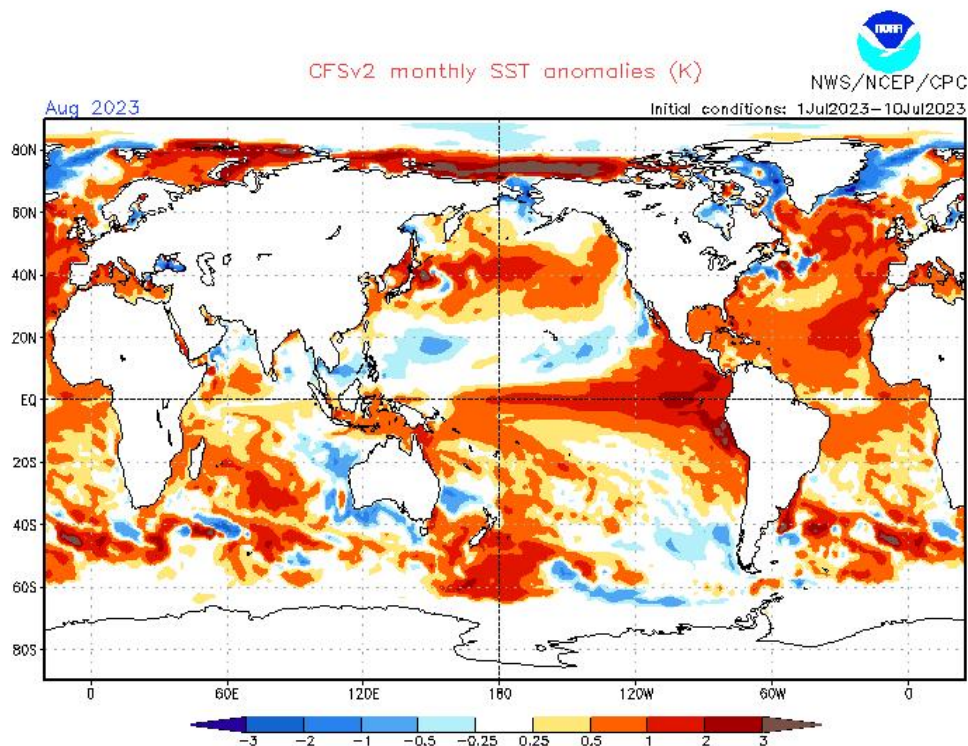 NOAA
CFSv2 monthly SST anomalies (K)
NWS/NCEP/CPC
Aug 2023
Initial conditions: 1Jul2023-10Jul2023
80N
60N
40N
20N
EQ
20S
40S
60S
80S
0 60E 120E 180 120W 60W 0
-3 -2 -1 -0.5 -0.25 0.25 0.5 1 2 3